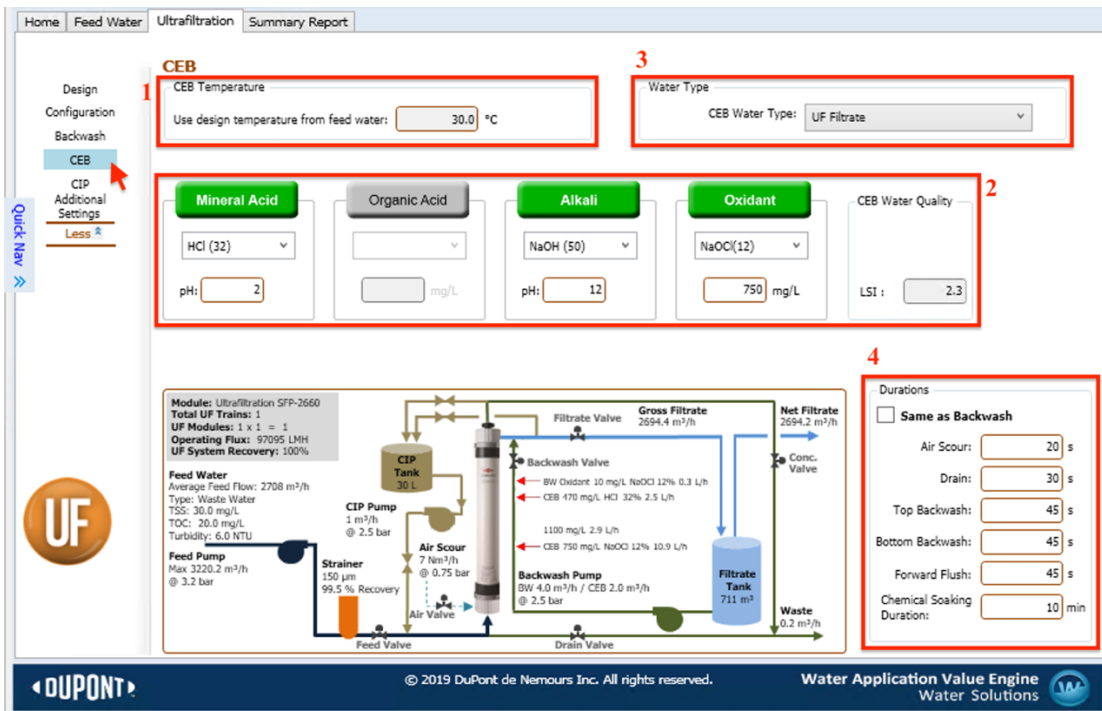 Home Feed Water Ultrafiltration Summary Report
Design
Configuration
Backwash
CEB
CIP
Additional
Settings
Less
Quick Nav
CEB
1
CEB Temperature
Use design temperature from feed water: 30.0 °C
3
Water Type
CEB Water Type: UF Filtrate
2
Mineral Acid
HCl (32)
pH: 2
Organic Acid
mg/L
Alkali
NaOH (50)
pH: 12
Oxidant
NaOCl(12)
750 mg/L
CEB Water Quality
LSI : 2.3
UF
Module: Ultrafiltration SFP-2660
Total UF Trains: 1
UF Modules: 1 x 1 = 1
Operating Flux: 97095 LMH
UF System Recovery: 100%
Feed Water
Average Feed Flow: 2708 m³/h
Type: Waste Water
TSS: 30.0 mg/L
TOC: 20.0 mg/L
Turbidity: 6.0 NTU
Feed Pump
Max 3220.2 m³/h
@ 3.2 bar
Strainer
150 µm
99.5 % Recovery
CIP
Tank
30 L
CIP Pump
1 m³/h
@ 2.5 bar
Air Scour
7 Nm³/h
@ 0.75 bar
Air Valve
Feed Valve
Filtrate Valve
Gross Filtrate
2694.4 m³/h
Net Filtrate
2694.2 m³/h
Backwash Valve
Conc.
Valve
BW Oxidant 10 mg/L NaOCl 12% 0.3 L/h
CEB 470 mg/L HCl 32% 2.5 L/h
1100 mg/L 2.9 L/h
CEB 750 mg/L NaOCl 12% 10.9 L/h
Backwash Pump
BW 4.0 m³/h / CEB 2.0 m³/h
@ 2.5 bar
Filtrate
Tank
711 m³
Waste
0.2 m³/h
Drain Valve
4
Durations
Same as Backwash
Air Scour: 20 s
Drain: 30 s
Top Backwash: 45 s
Bottom Backwash: 45 s
Forward Flush: 45 s
Chemical Soaking
Duration: 10 min
DUPONT
© 2019 DuPont de Nemours Inc. All rights reserved.
Water Application Value Engine
Water Solutions
W